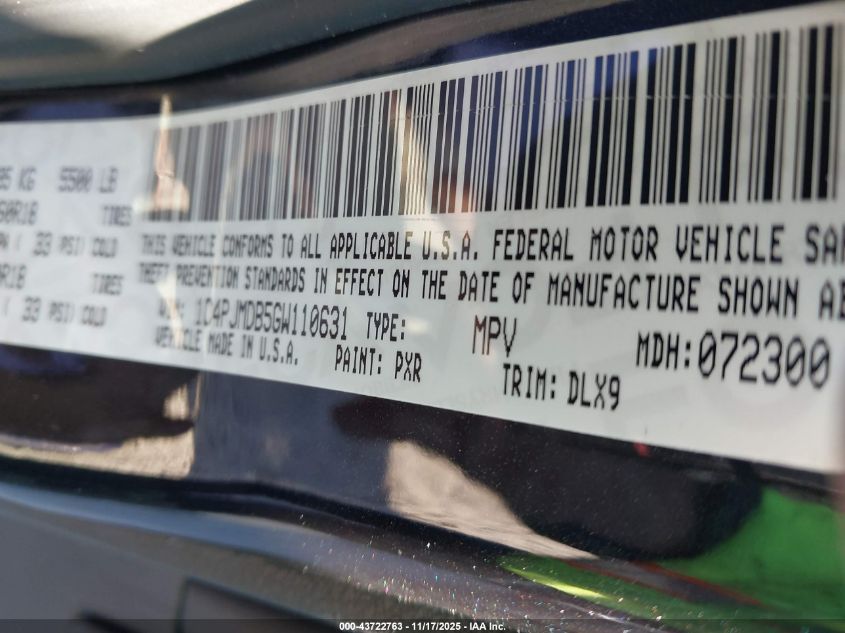 85 KG 5500 LB
60R18 TIRES
33 PSI) COLD
R18 TIRES
( 33 PSI) COLD
THIS VEHICLE CONFORMS TO ALL APPLICABLE U.S.A. FEDERAL MOTOR VEHICLE SA
THEFT PREVENTION STANDARDS IN EFFECT ON THE DATE OF MANUFACTURE SHOWN AB
1C4PJMDB5GW110631 TYPE: MPV MDH:072300
VEHICLE MADE IN U.S.A. PAINT: PXR TRIM: DLX9
000-43722763 - 11/17/2025 - IAA Inc.